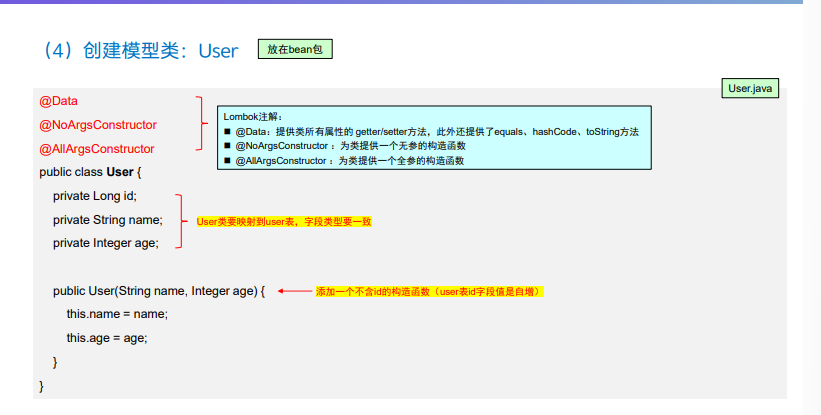 （4）创建模型类：User
放在bean包
User.java
@Data
@NoArgsConstructor
@AllArgsConstructor
Lombok注解：
■ @Data：提供类所有属性的 getter/setter方法，此外还提供了equals、hashCode、toString方法
■ @NoArgsConstructor ：为类提供一个无参的构造函数
■ @AllArgsConstructor ：为类提供一个全参的构造函数
public class User {
private Long id;
private String name;
private Integer age;
User类要映射到user表，字段类型要一致
public User(String name, Integer age) {
添加一个不含id的构造函数（user表id字段值是自增）
this.name = name;
this.age = age;
}
}